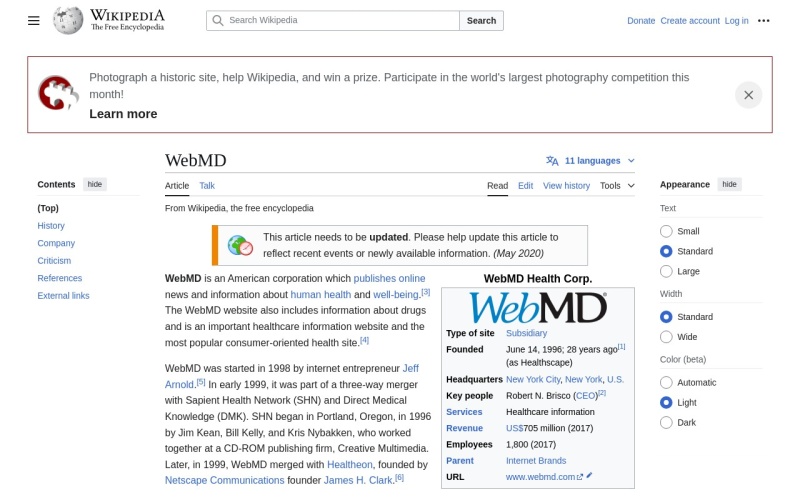 WIKIPEDIA
The Free Encyclopedia
Search Wikipedia
Search
Donate Create account Log in
Photograph a historic site, help Wikipedia, and win a prize. Participate in the world's largest photography competition this
month!
Learn more
Contents hide
(Top)
History
Company
Criticism
References
External links
WebMD
11 languages
Article Talk
Read Edit View history Tools
From Wikipedia, the free encyclopedia
This article needs to be updated. Please help update this article to
reflect recent events or newly available information. (May 2020)
WebMD is an American corporation which publishes online
news and information about human health and well-being.[3]
The WebMD website also includes information about drugs
and is an important healthcare information website and the
most popular consumer-oriented health site.[4]
WebMD was started in 1998 by internet entrepreneur Jeff
Arnold.[5] In early 1999, it was part of a three-way merger
with Sapient Health Network (SHN) and Direct Medical
Knowledge (DMK). SHN began in Portland, Oregon, in 1996
by Jim Kean, Bill Kelly, and Kris Nybakken, who worked
together at a CD-ROM publishing firm, Creative Multimedia.
Later, in 1999, WebMD merged with Healtheon, founded by
Netscape Communications founder James H. Clark.[6]
WebMD Health Corp.
WebMD®
Type of site Subsidiary
Founded June 14, 1996; 28 years ago[1]
(as Healthscape)
Headquarters New York City, New York, U.S.
Key people Robert N. Brisco (CEO)[2]
Services Healthcare information
Revenue US$705 million (2017)
Employees 1,800 (2017)
Parent Internet Brands
URL www.webmd.com
Appearance hide
Text
Small
Standard
Large
Width
Standard
Wide
Color (beta)
Automatic
Light
Dark